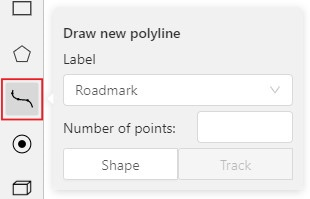 Draw new polyline
Label
Roadmark
Number of points:
Shape
Track